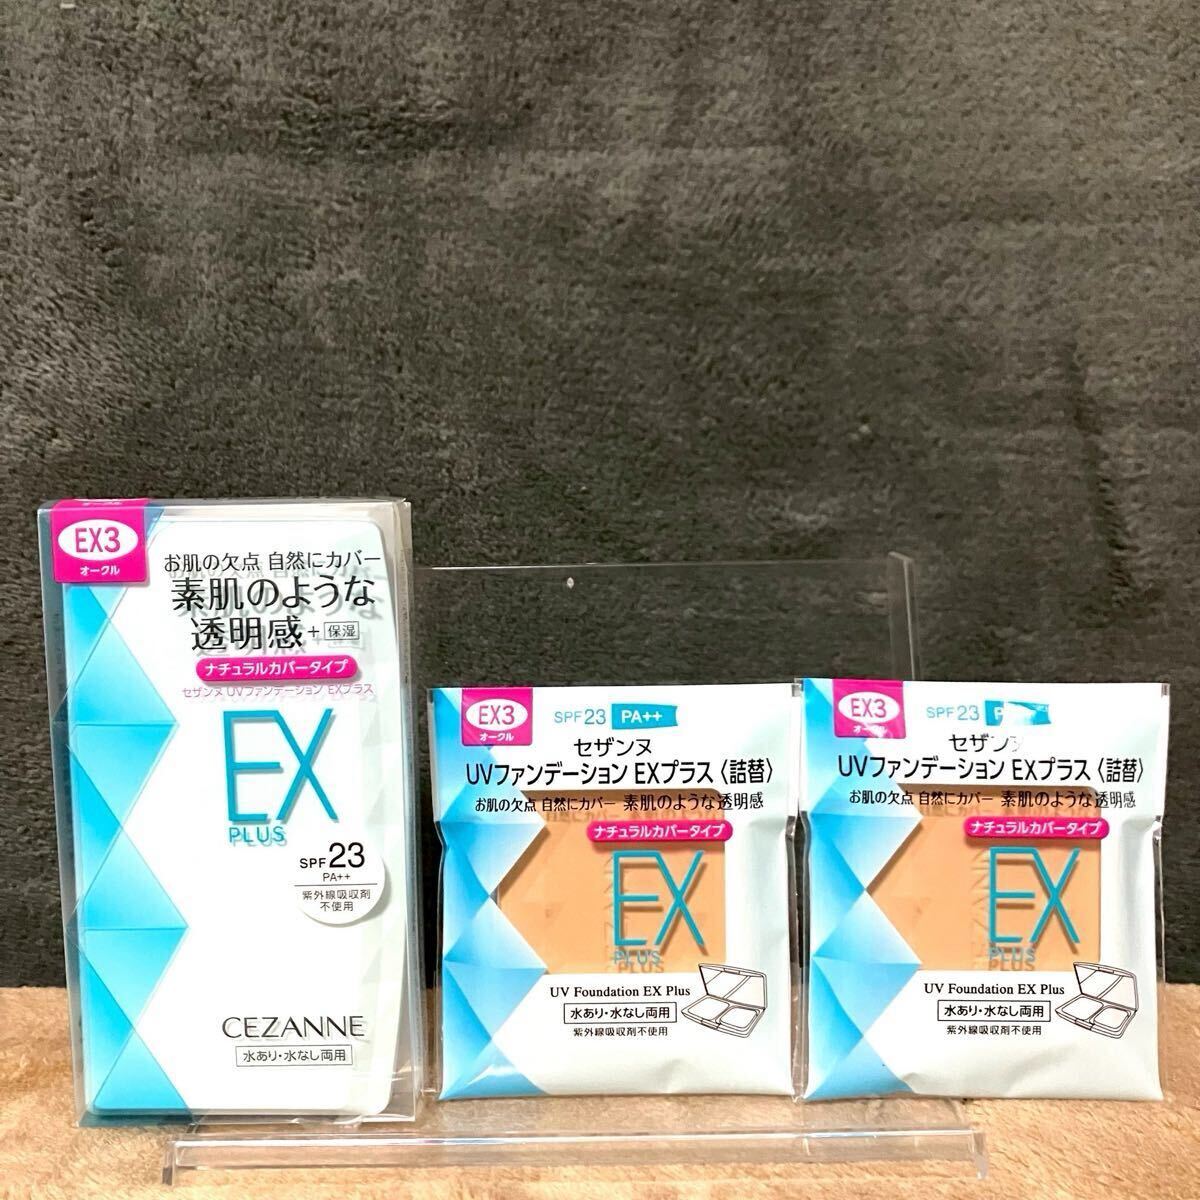 EX3
オークル
お肌の欠点 自然にカバー
素肌のような
透明感+保湿
ナチュラルカバータイプ
セザンヌ UVファンデーション EXプラス
EX
PLUS
SPF 23
PA++
紫外線吸収剤
不使用
CEZANNE
水あり・水なし両用
EX3
オークル
SPF 23 PA++
セザンヌ
UVファンデーション EXプラス〈詰替〉
お肌の欠点 自然にカバー 素肌のような透明感
ナチュラルカバータイプ
EX
PLUS
UV Foundation EX Plus
水あり・水なし両用
紫外線吸収剤不使用
EX3
オークル
SPF 23
セザンヌ
UVファンデーション EXプラス〈詰替〉
お肌の欠点 自然にカバー 素肌のような透明感
ナチュラルカバータイプ
EX
PLUS
UV Foundation EX Plus
水あり・水なし両用
紫外線吸収剤不使用